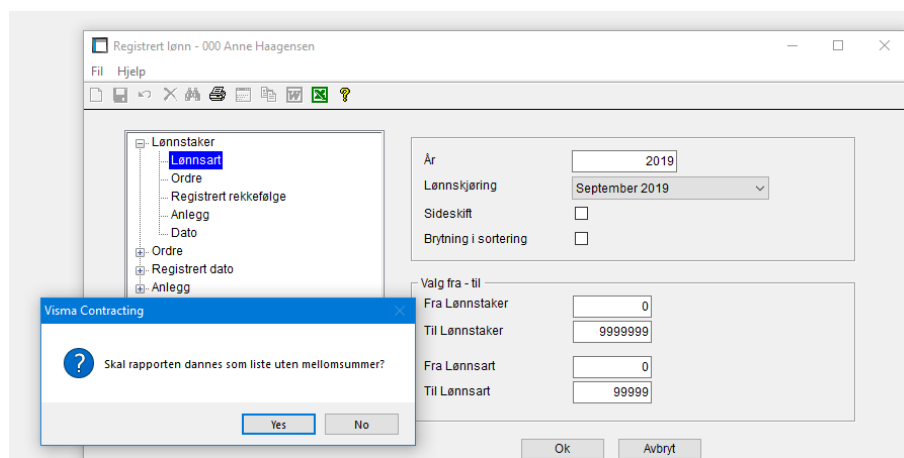 Registrert lønn - 000 Anne Haagensen
Fil Hjelp
Lønnstaker
Lønnsart
Ordre
Registrert rekkefølge
Anlegg
Dato
Ordre
Registrert dato
Anlegg
År 2019
Lønnskjøring September 2019
Sideskift
Brytning i sortering
Valg fra - til
Fra Lønnstaker 0
Til Lønnstaker 9999999
Fra Lønnsart 0
Til Lønnsart 99999
Ok Avbryt
Visma Contracting
Skal rapporten dannes som liste uten mellomsummer?
Yes No